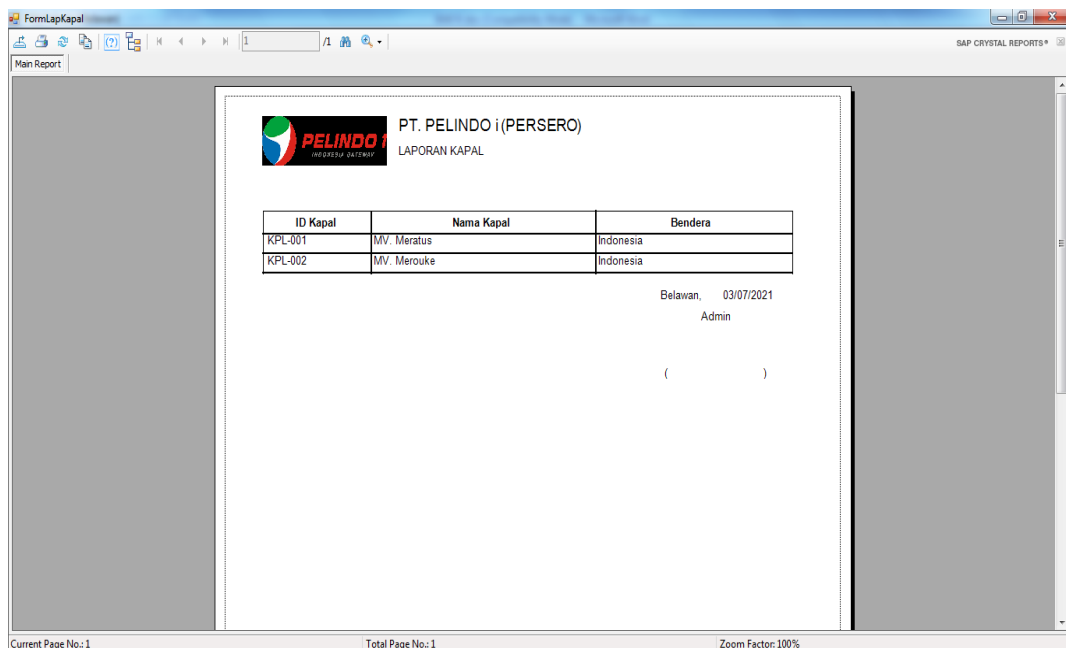 FormLapKapal
1 /1 SAP CRYSTAL REPORTS®
Main Report
PELINDO 1
INDONESIA GATEWAY
PT. PELINDO i (PERSERO)
LAPORAN KAPAL
ID Kapal Nama Kapal Bendera
KPL-001 MV. Meratus Indonesia
KPL-002 MV. Merouke Indonesia
Belawan, 03/07/2021
Admin
( )
Current Page No.: 1 Total Page No.: 1 Zoom Factor: 100%